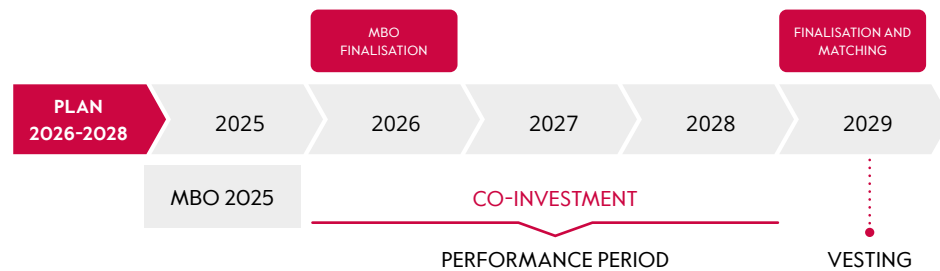 MBO
FINALISATION
FINALISATION AND
MATCHING
PLAN
2026-2028
2025
2026
2027
2028
2029
MBO 2025
CO-INVESTMENT
PERFORMANCE PERIOD
VESTING